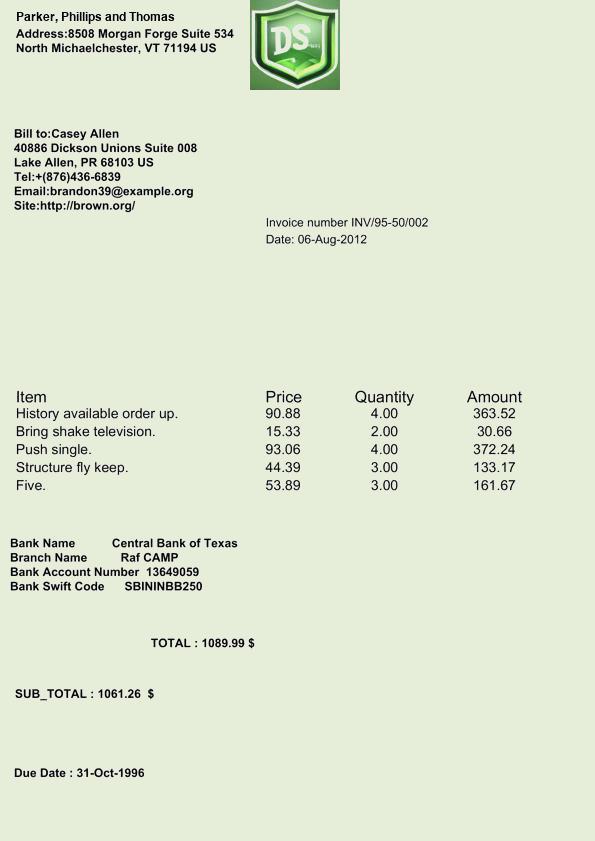 Parker, Phillips and Thomas
Address:8508 Morgan Forge Suite 534
North Michaelchester, VT 71194 US
DS
Bill to:Casey Allen
40886 Dickson Unions Suite 008
Lake Allen, PR 68103 US
Tel:+(876)436-6839
Email:brandon39@example.org
Site:http://brown.org/
Invoice number INV/95-50/002
Date: 06-Aug-2012
Item Price Quantity Amount
History available order up. 90.88 4.00 363.52
Bring shake television. 15.33 2.00 30.66
Push single. 93.06 4.00 372.24
Structure fly keep. 44.39 3.00 133.17
Five. 53.89 3.00 161.67
Bank Name Central Bank of Texas
Branch Name Raf CAMP
Bank Account Number 13649059
Bank Swift Code SBININBB250
TOTAL : 1089.99 $
SUB_TOTAL : 1061.26 $
Due Date : 31-Oct-1996